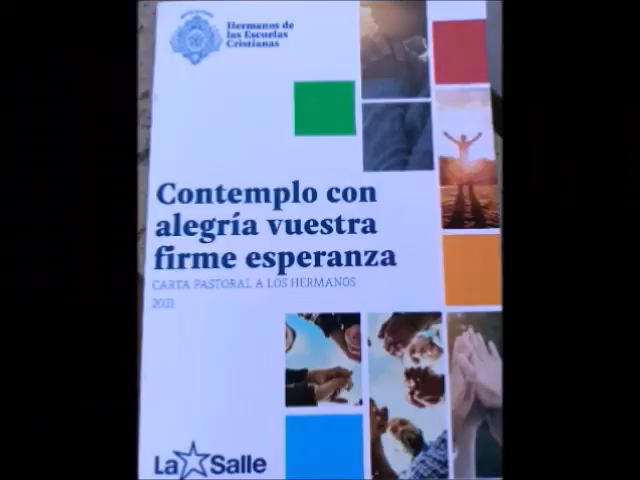 Hermanos de
las Escuelas
Cristianas
Contemplo con
alegría vuestra
firme esperanza
CARTA PASTORAL A LOS HERMANOS
2021
La Salle